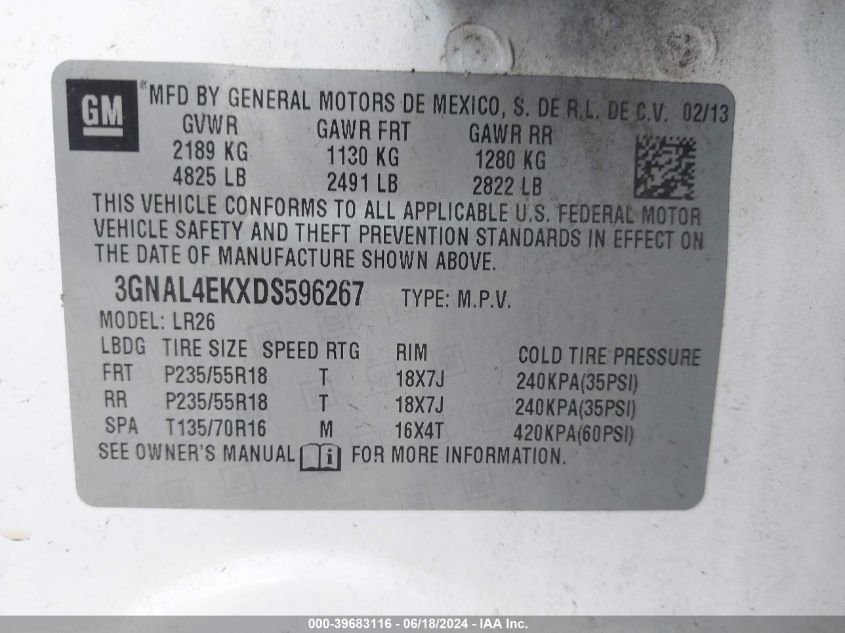 GM
*MFD BY GENERAL MOTORS DE MEXICO, S. DE R.L. DE C.V. 02/13
GVWR GAWR FRT GAWR RR
2189 KG 1130 KG 1280 KG
4825 LB 2491 LB 2822 LB
THIS VEHICLE CONFORMS TO ALL APPLICABLE U.S. FEDERAL MOTOR
VEHICLE SAFETY AND THEFT PREVENTION STANDARDS IN EFFECT ON
THE DATE OF MANUFACTURE SHOWN ABOVE.
3GNAL4EKXDS596267 TYPE: M.P.V.
MODEL: LR26
LBDG TIRE SIZE SPEED RTG RIM COLD TIRE PRESSURE
FRT P235/55R18 T 18X7J 240KPA(35PSI)
RR P235/55R18 T 18X7J 240KPA(35PSI)
SPA T135/70R16 M 16X4T 420KPA(60PSI)
SEE OWNER'S MANUAL i FOR MORE INFORMATION.
000-39683116 - 06/18/2024 - IAA Inc.